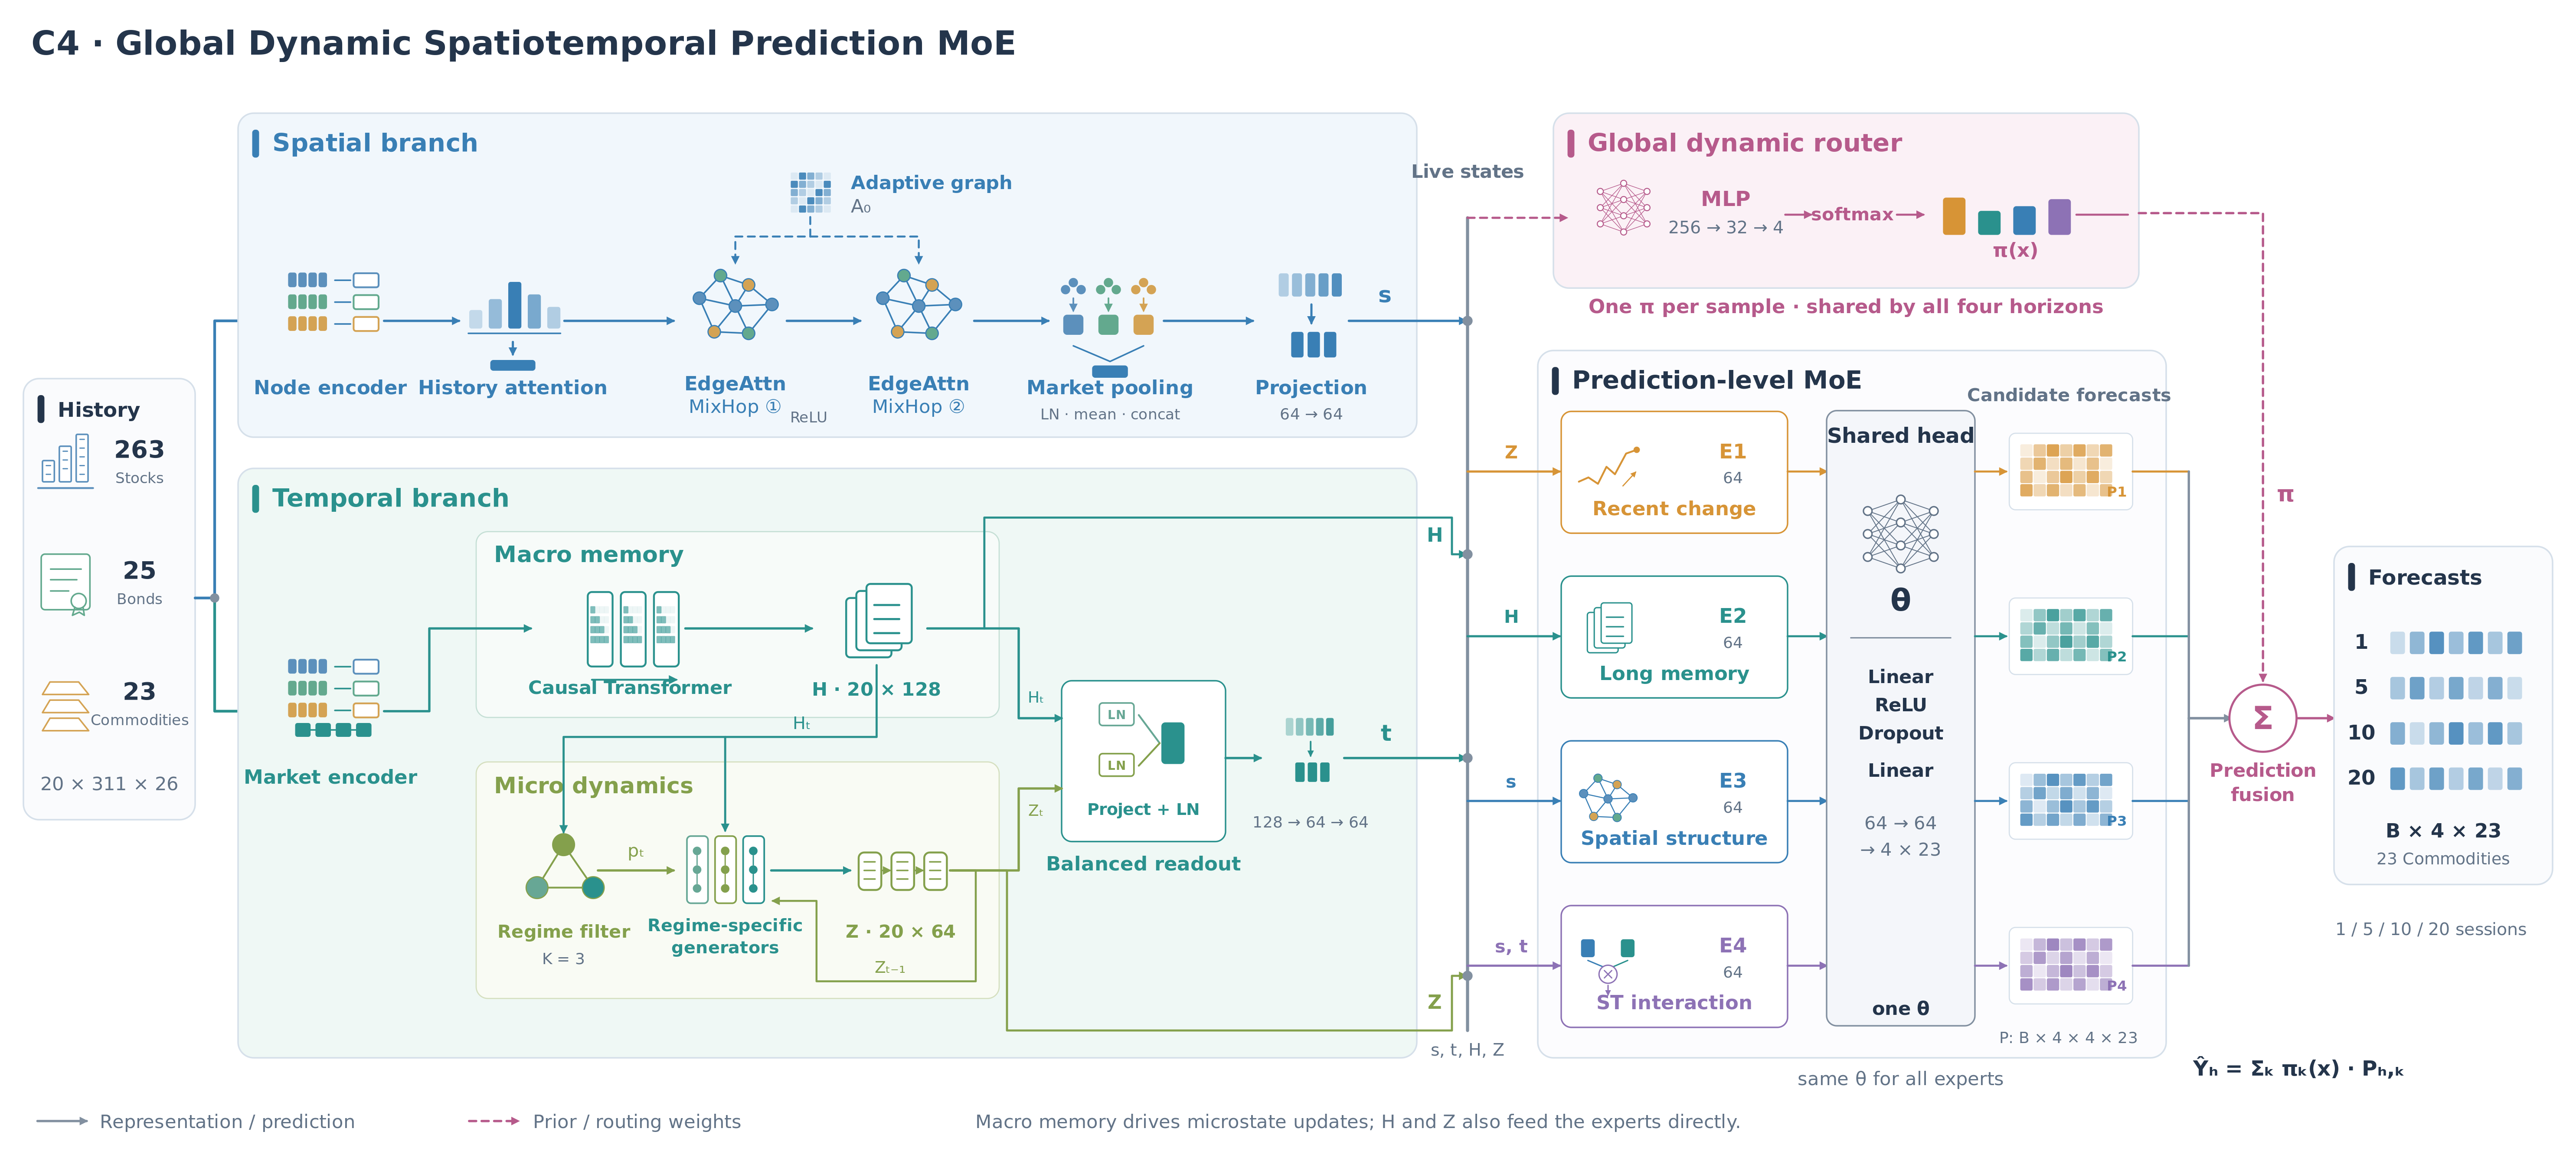 C4 · Global Dynamic Spatiotemporal Prediction MoE
History
263
Stocks
25
Bonds
23
Commodities
20 × 311 × 26
Spatial branch
Adaptive graph
A₀
Node encoder
History attention
EdgeAttn
MixHop ①
ReLU
EdgeAttn
MixHop ②
Market pooling
LN · mean · concat
Projection
64 → 64
s
Temporal branch
Market encoder
Macro memory
Causal Transformer
H · 20 × 128
Hₜ
Hₜ
Micro dynamics
Regime filter
K = 3
pₜ
Regime-specific
generators
Z · 20 × 64
Zₜ₋₁
Zₜ
LN
LN
Project + LN
Balanced readout
128 → 64 → 64
t
H
Z
Live states
s, t, H, Z
Global dynamic router
MLP
256 → 32 → 4
softmax
π(x)
One π per sample · shared by all four horizons
Prediction-level MoE
Candidate forecasts
Z
E1
64
Recent change
H
E2
64
Long memory
s
E3
64
Spatial structure
s, t
E4
64
ST interaction
Shared head
θ
Linear
ReLU
Dropout
Linear
64 → 64
→ 4 × 23
one θ
P1
P2
P3
P4
P: B × 4 × 4 × 23
same θ for all experts
π
Σ
Prediction
fusion
Forecasts
1
5
10
20
B × 4 × 23
23 Commodities
1 / 5 / 10 / 20 sessions
Ŷₕ = Σₖ πₖ(x) · Pₕ,ₖ
Representation / prediction
Prior / routing weights
Macro memory drives microstate updates; H and Z also feed the experts directly.